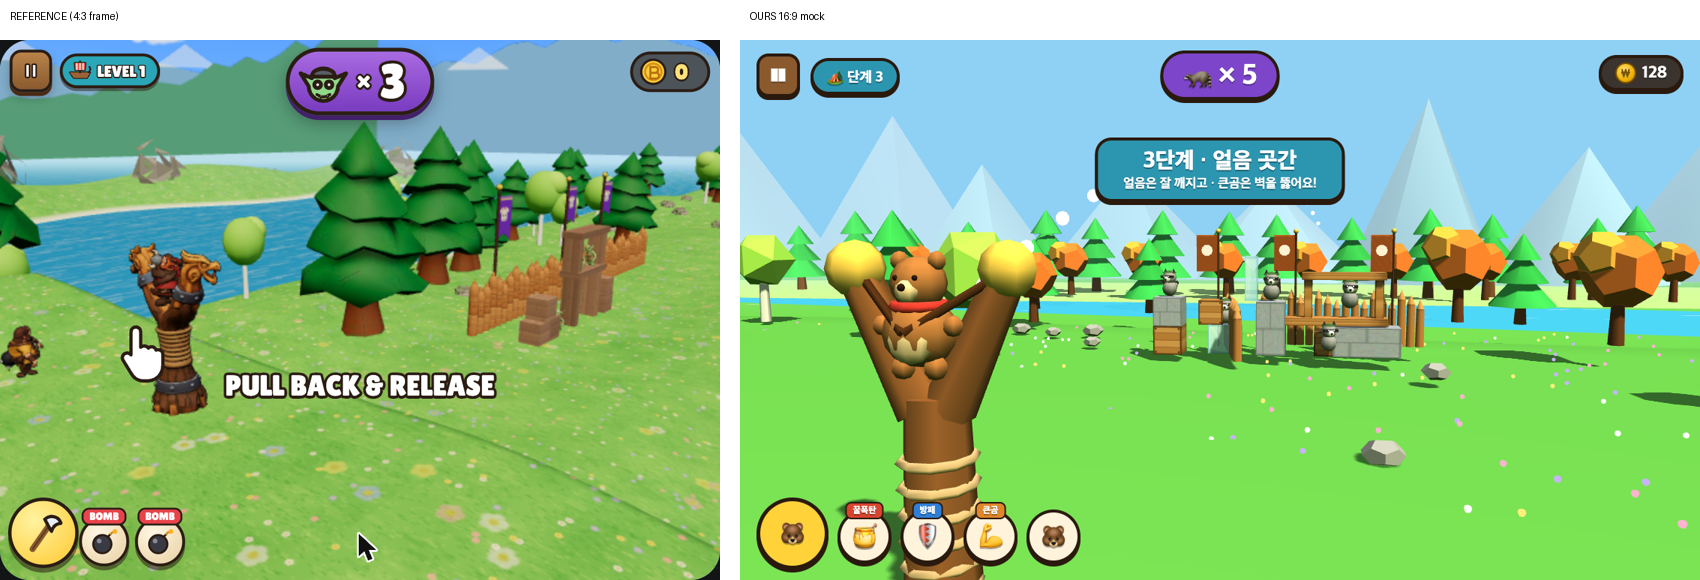 REFERENCE (4:3 frame)
OURS 16:9 mock
LEVEL 1
× 3
B 0
PULL BACK & RELEASE
BOMB BOMB
단계 3
× 5
₩ 128
3단계 · 얼음 곳간
얼음은 잘 깨지고 · 큰곰은 벽을 뚫어요!
꿀폭탄 방패 큰곰